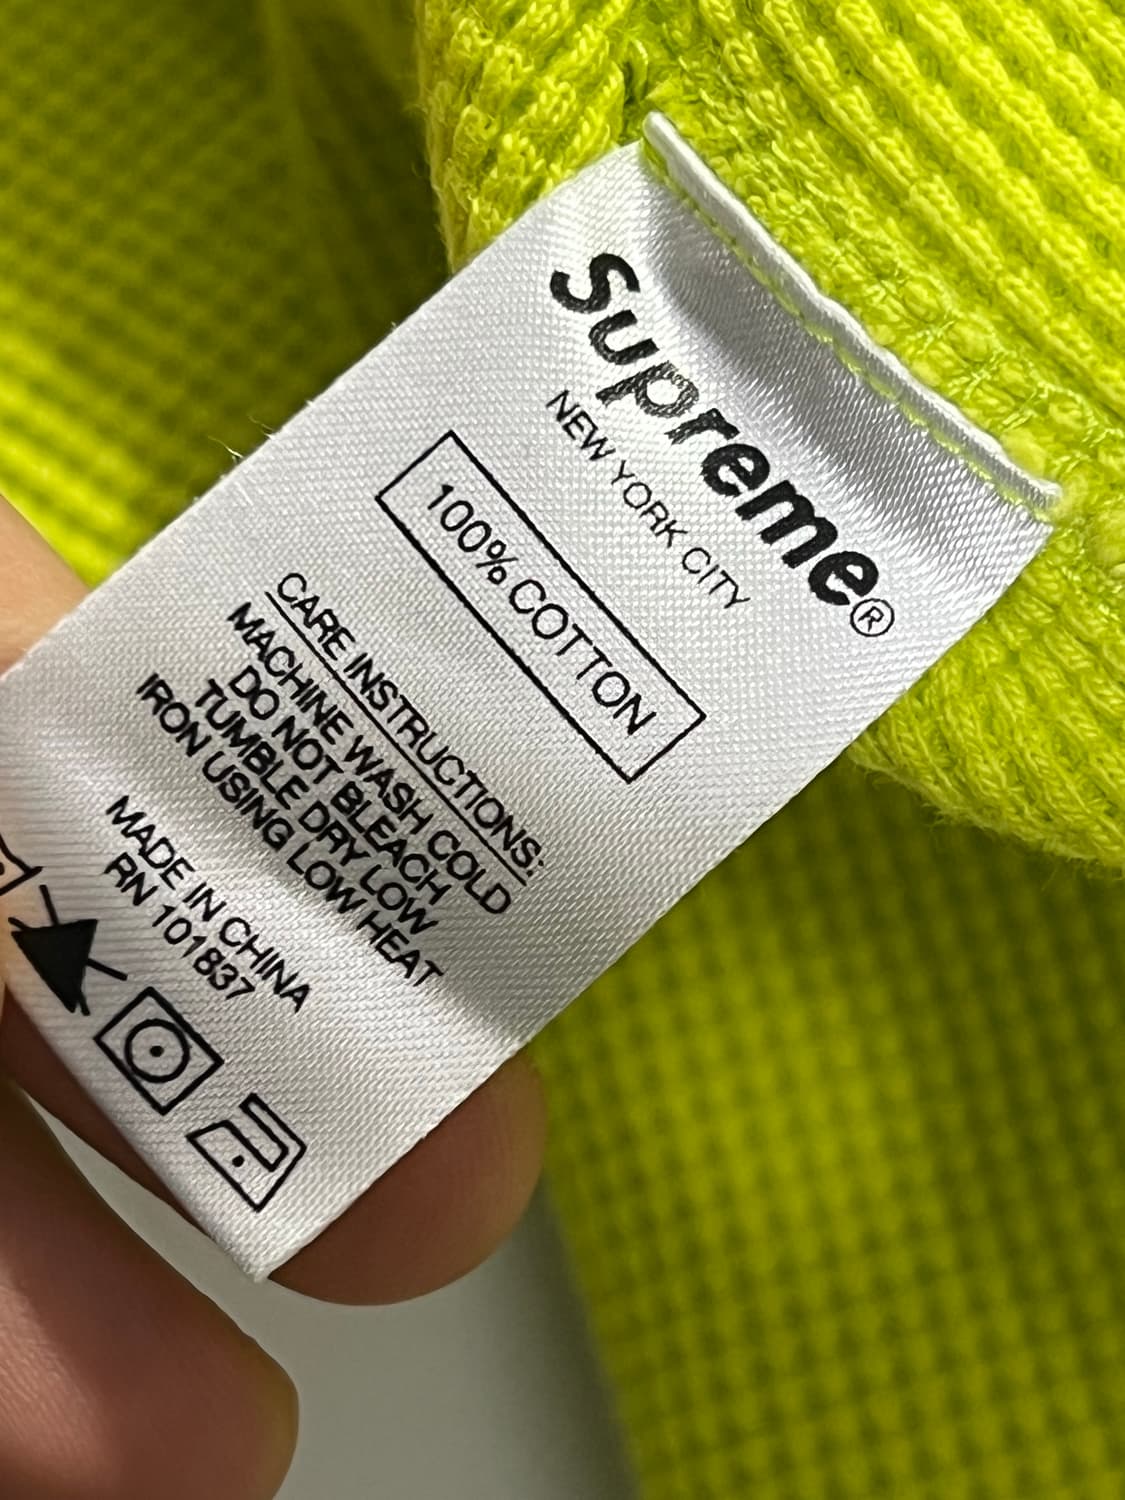 Supreme®
NEW YORK CITY
100% COTTON
CARE INSTRUCTIONS:
MACHINE WASH COLD
DO NOT BLEACH
TUMBLE DRY LOW
IRON USING LOW HEAT
MADE IN CHINA
RN 101837